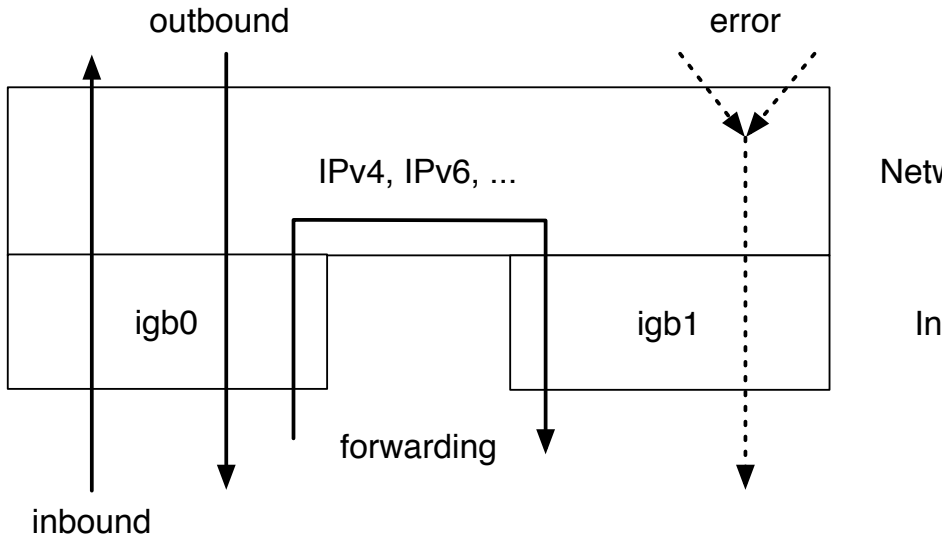 outbound
error
IPv4, IPv6, ...
igb0
igb1
forwarding
inbound